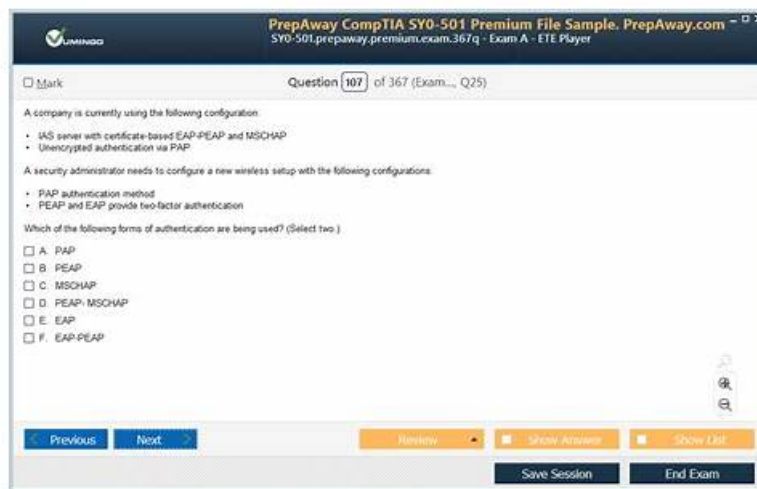 VUMINGO
PrepAway CompTIA SY0-501 Premium File Sample. PrepAway.com
SY0-501.prepaway.premium.exam.367q - Exam A - ETE Player
Mark
Question 107 of 367 (Exam..., Q25)
A company is currently using the following configuration:
• IAS server with certificate-based EAP-PEAP and MSCHAP
• Unencrypted authentication via PAP
A security administrator needs to configure a new wireless setup with the following configurations:
• PAP authentication method
• PEAP and EAP provide two-factor authentication
Which of the following forms of authentication are being used? (Select two.)
A. PAP
B. PEAP
C. MSCHAP
D. PEAP- MSCHAP
E. EAP
F. EAP-PEAP
Previous
Next
Review
Show Answer
Show List
Save Session
End Exam